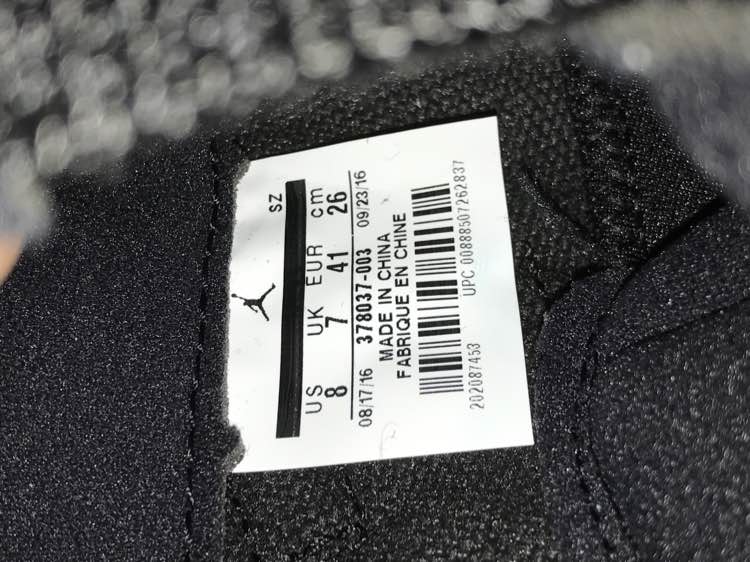 SZ
US UK EUR cm
8 7 41 26
08/17/16 378037-003 09/23/16
MADE IN CHINA
FABRIQUE EN CHINE
202087453 UPC 00888507262837